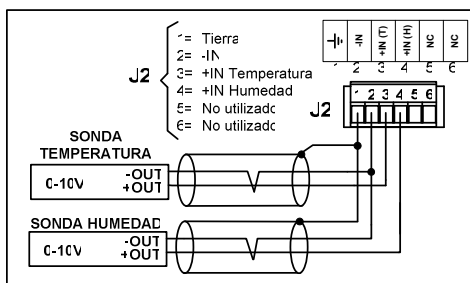 1= Tierra
2= -IN
J2 3= +IN Temperatura
4= +IN Humedad
5= No utilizado
6= No utilizado
-IN
+IN (T)
+IN (H)
NC
NC
1 2 3 4 5 6
J2 1 2 3 4 5 6
SONDA
TEMPERATURA
0-10V -OUT
+OUT
SONDA HUMEDAD
0-10V -OUT
+OUT